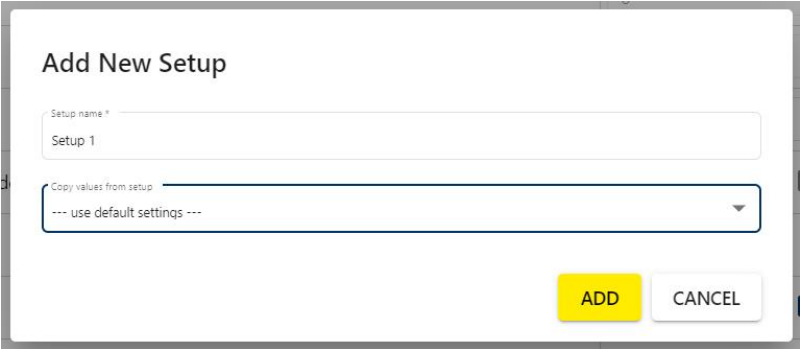 Add New Setup
Setup name *
Setup 1
Copy values from setup
--- use default settings ---
ADD
CANCEL